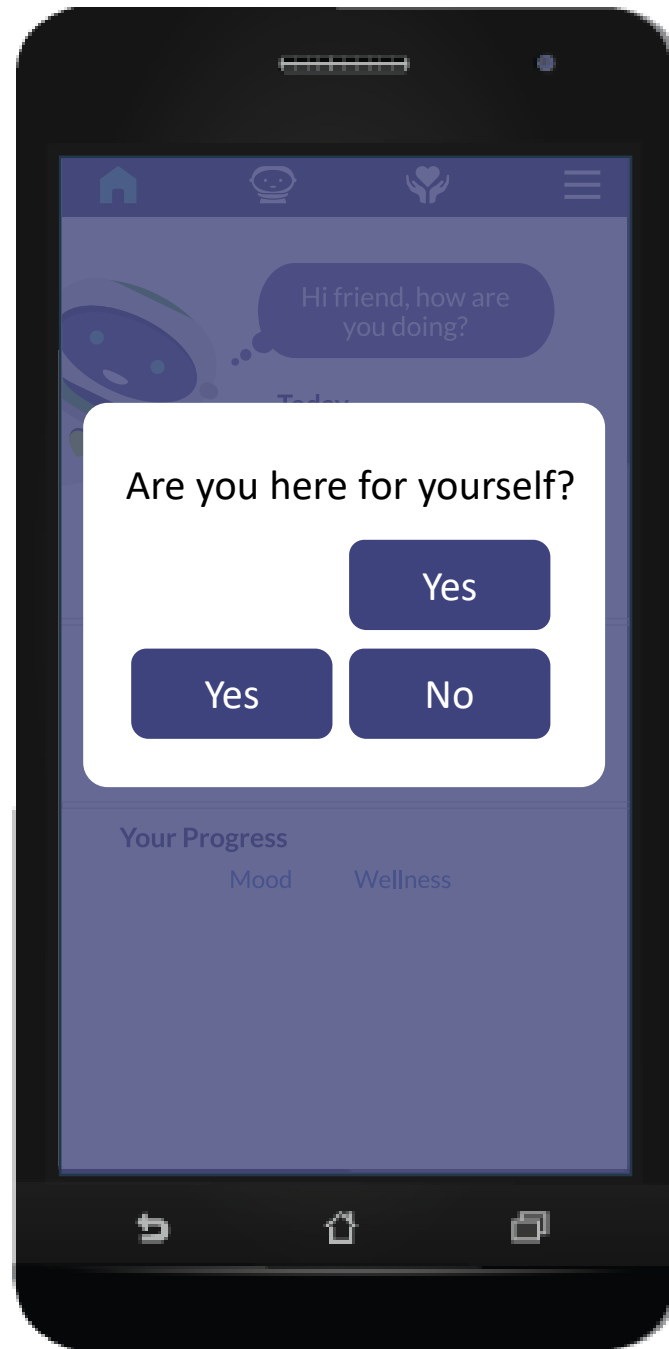 Hi friend, how are
you doing?
Today
Are you here for yourself?
Yes
Yes
No
Your Progress
Mood
Wellness